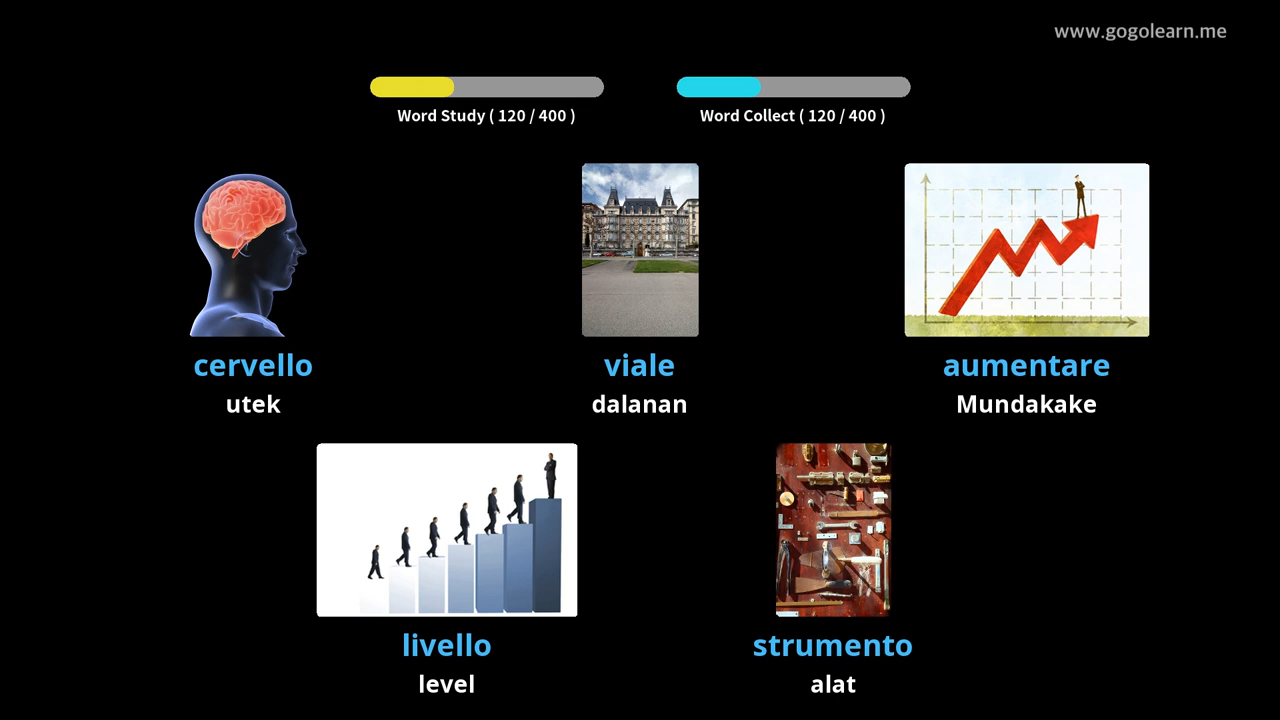 www.gogolearn.me
Word Study ( 120 / 400 )
Word Collect ( 120 / 400 )
cervello
utek
viale
dalanan
aumentare
Mundakake
livello
level
strumento
alat